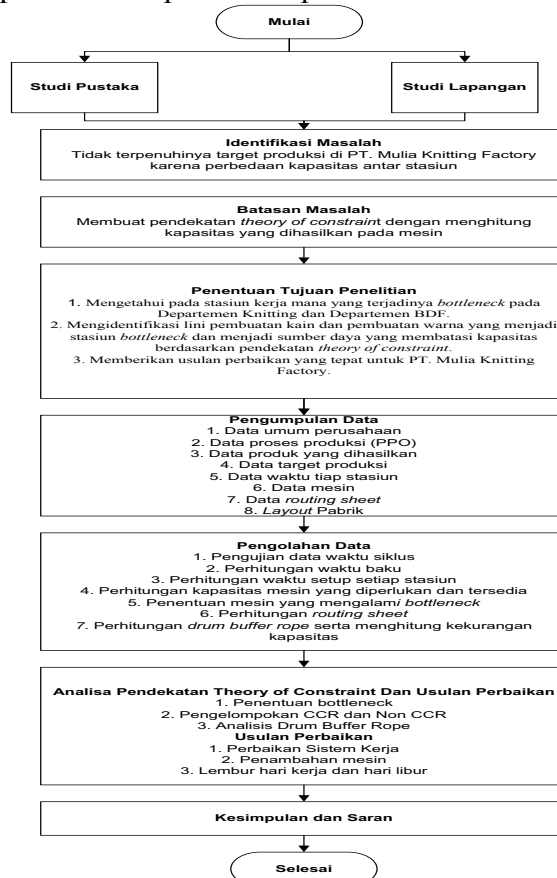 Mulai
Studi Pustaka
Studi Lapangan
Identifikasi Masalah
Tidak terpenuhinya target produksi di PT. Mulia Knitting Factory
karena perbedaan kapasitas antar stasiun
Batasan Masalah
Membuat pendekatan theory of constraint dengan menghitung
kapasitas yang dihasilkan pada mesin
Penentuan Tujuan Penelitian
1. Mengetahui pada stasiun kerja mana yang terjadinya bottleneck pada
Departemen Knitting dan Departemen BDF.
2. Mengidentifikasi lini pembuatan kain dan pembuatan warna yang menjadi
stasiun bottleneck dan menjadi sumber daya yang membatasi kapasitas
berdasarkan pendekatan theory of constraint.
3. Memberikan usulan perbaikan yang tepat untuk PT. Mulia Knitting
Factory.
Pengumpulan Data
1. Data umum perusahaan
2. Data proses produksi (PPO)
3. Data produk yang dihasilkan
4. Data target produksi
5. Data waktu tiap stasiun
6. Data mesin
7. Data routing sheet
8. Layout Pabrik
Pengolahan Data
1. Pengujian data waktu siklus
2. Perhitungan waktu baku
3. Perhitungan waktu setup setiap stasiun
4. Perhitungan kapasitas mesin yang diperlukan dan tersedia
5. Penentuan mesin yang mengalami bottleneck
6. Perhitungan routing sheet
7. Perhitungan drum buffer rope serta menghitung kekurangan
kapasitas
Analisa Pendekatan Theory of Constraint Dan Usulan Perbaikan
1. Penentuan bottleneck
2. Pengelompokan CCR dan Non CCR
3. Analisis Drum Buffer Rope
Usulan Perbaikan
1. Perbaikan Sistem Kerja
2. Penambahan mesin
3. Lembur hari kerja dan hari libur
Kesimpulan dan Saran
Selesai